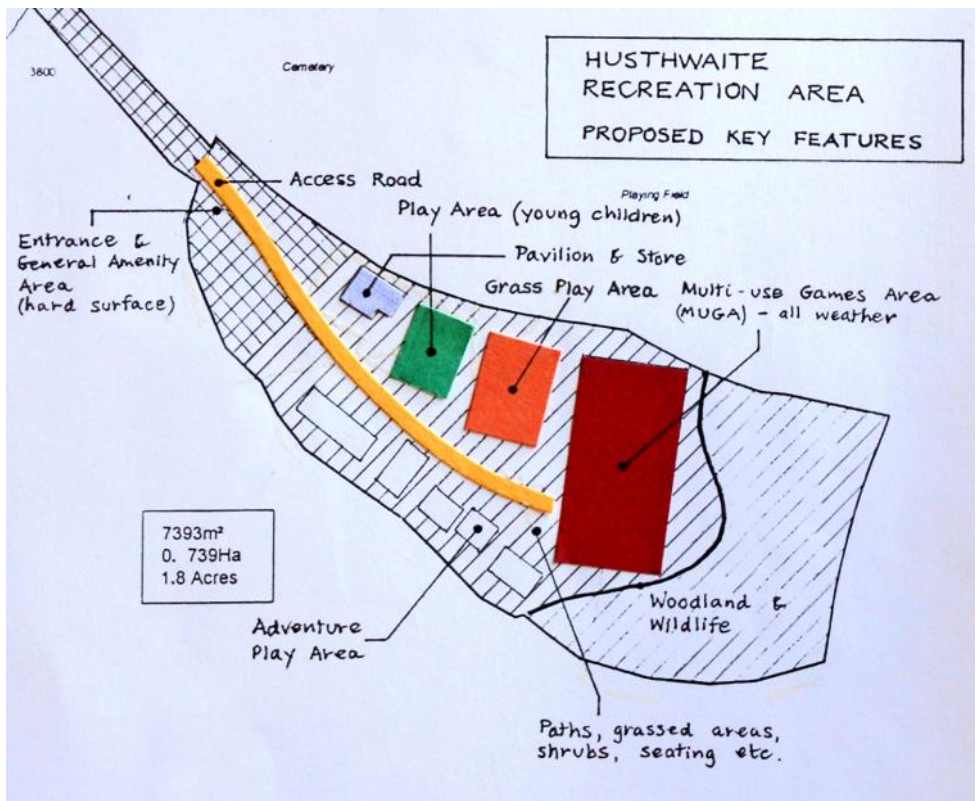 HUSTHWAITE
RECREATION AREA
PROPOSED KEY FEATURES
3800
Cemetery
Access Road
Playing Field
Play Area (young children)
Entrance &
General Amenity
Area
(hard surface)
Pavilion & Store
Grass Play Area
Multi-use Games Area
(MUGA) - all weather
7393m²
0. 739Ha
1.8 Acres
Woodland &
Wildlife
Adventure
Play Area
Paths, grassed areas,
shrubs, seating etc.